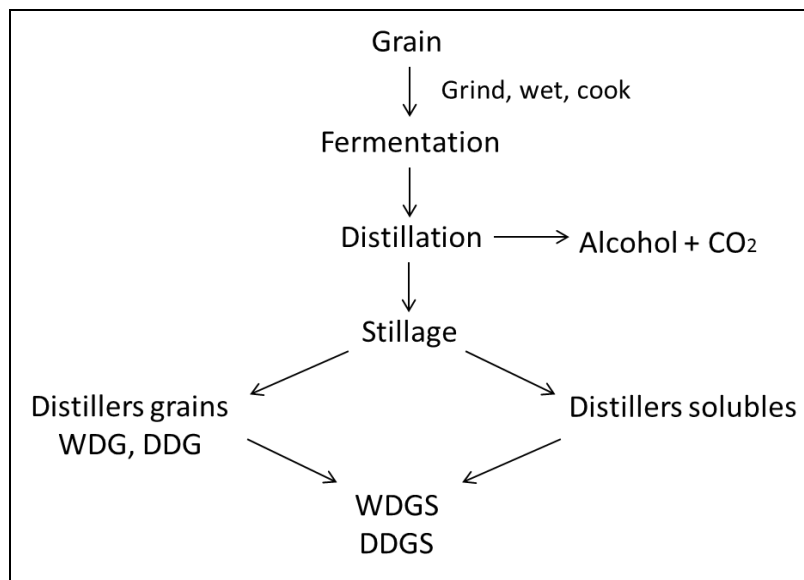 Grain
Grind, wet, cook
Fermentation
Distillation
Alcohol + CO₂
Stillage
Distillers grains
WDG, DDG
Distillers solubles
WDGS
DDGS